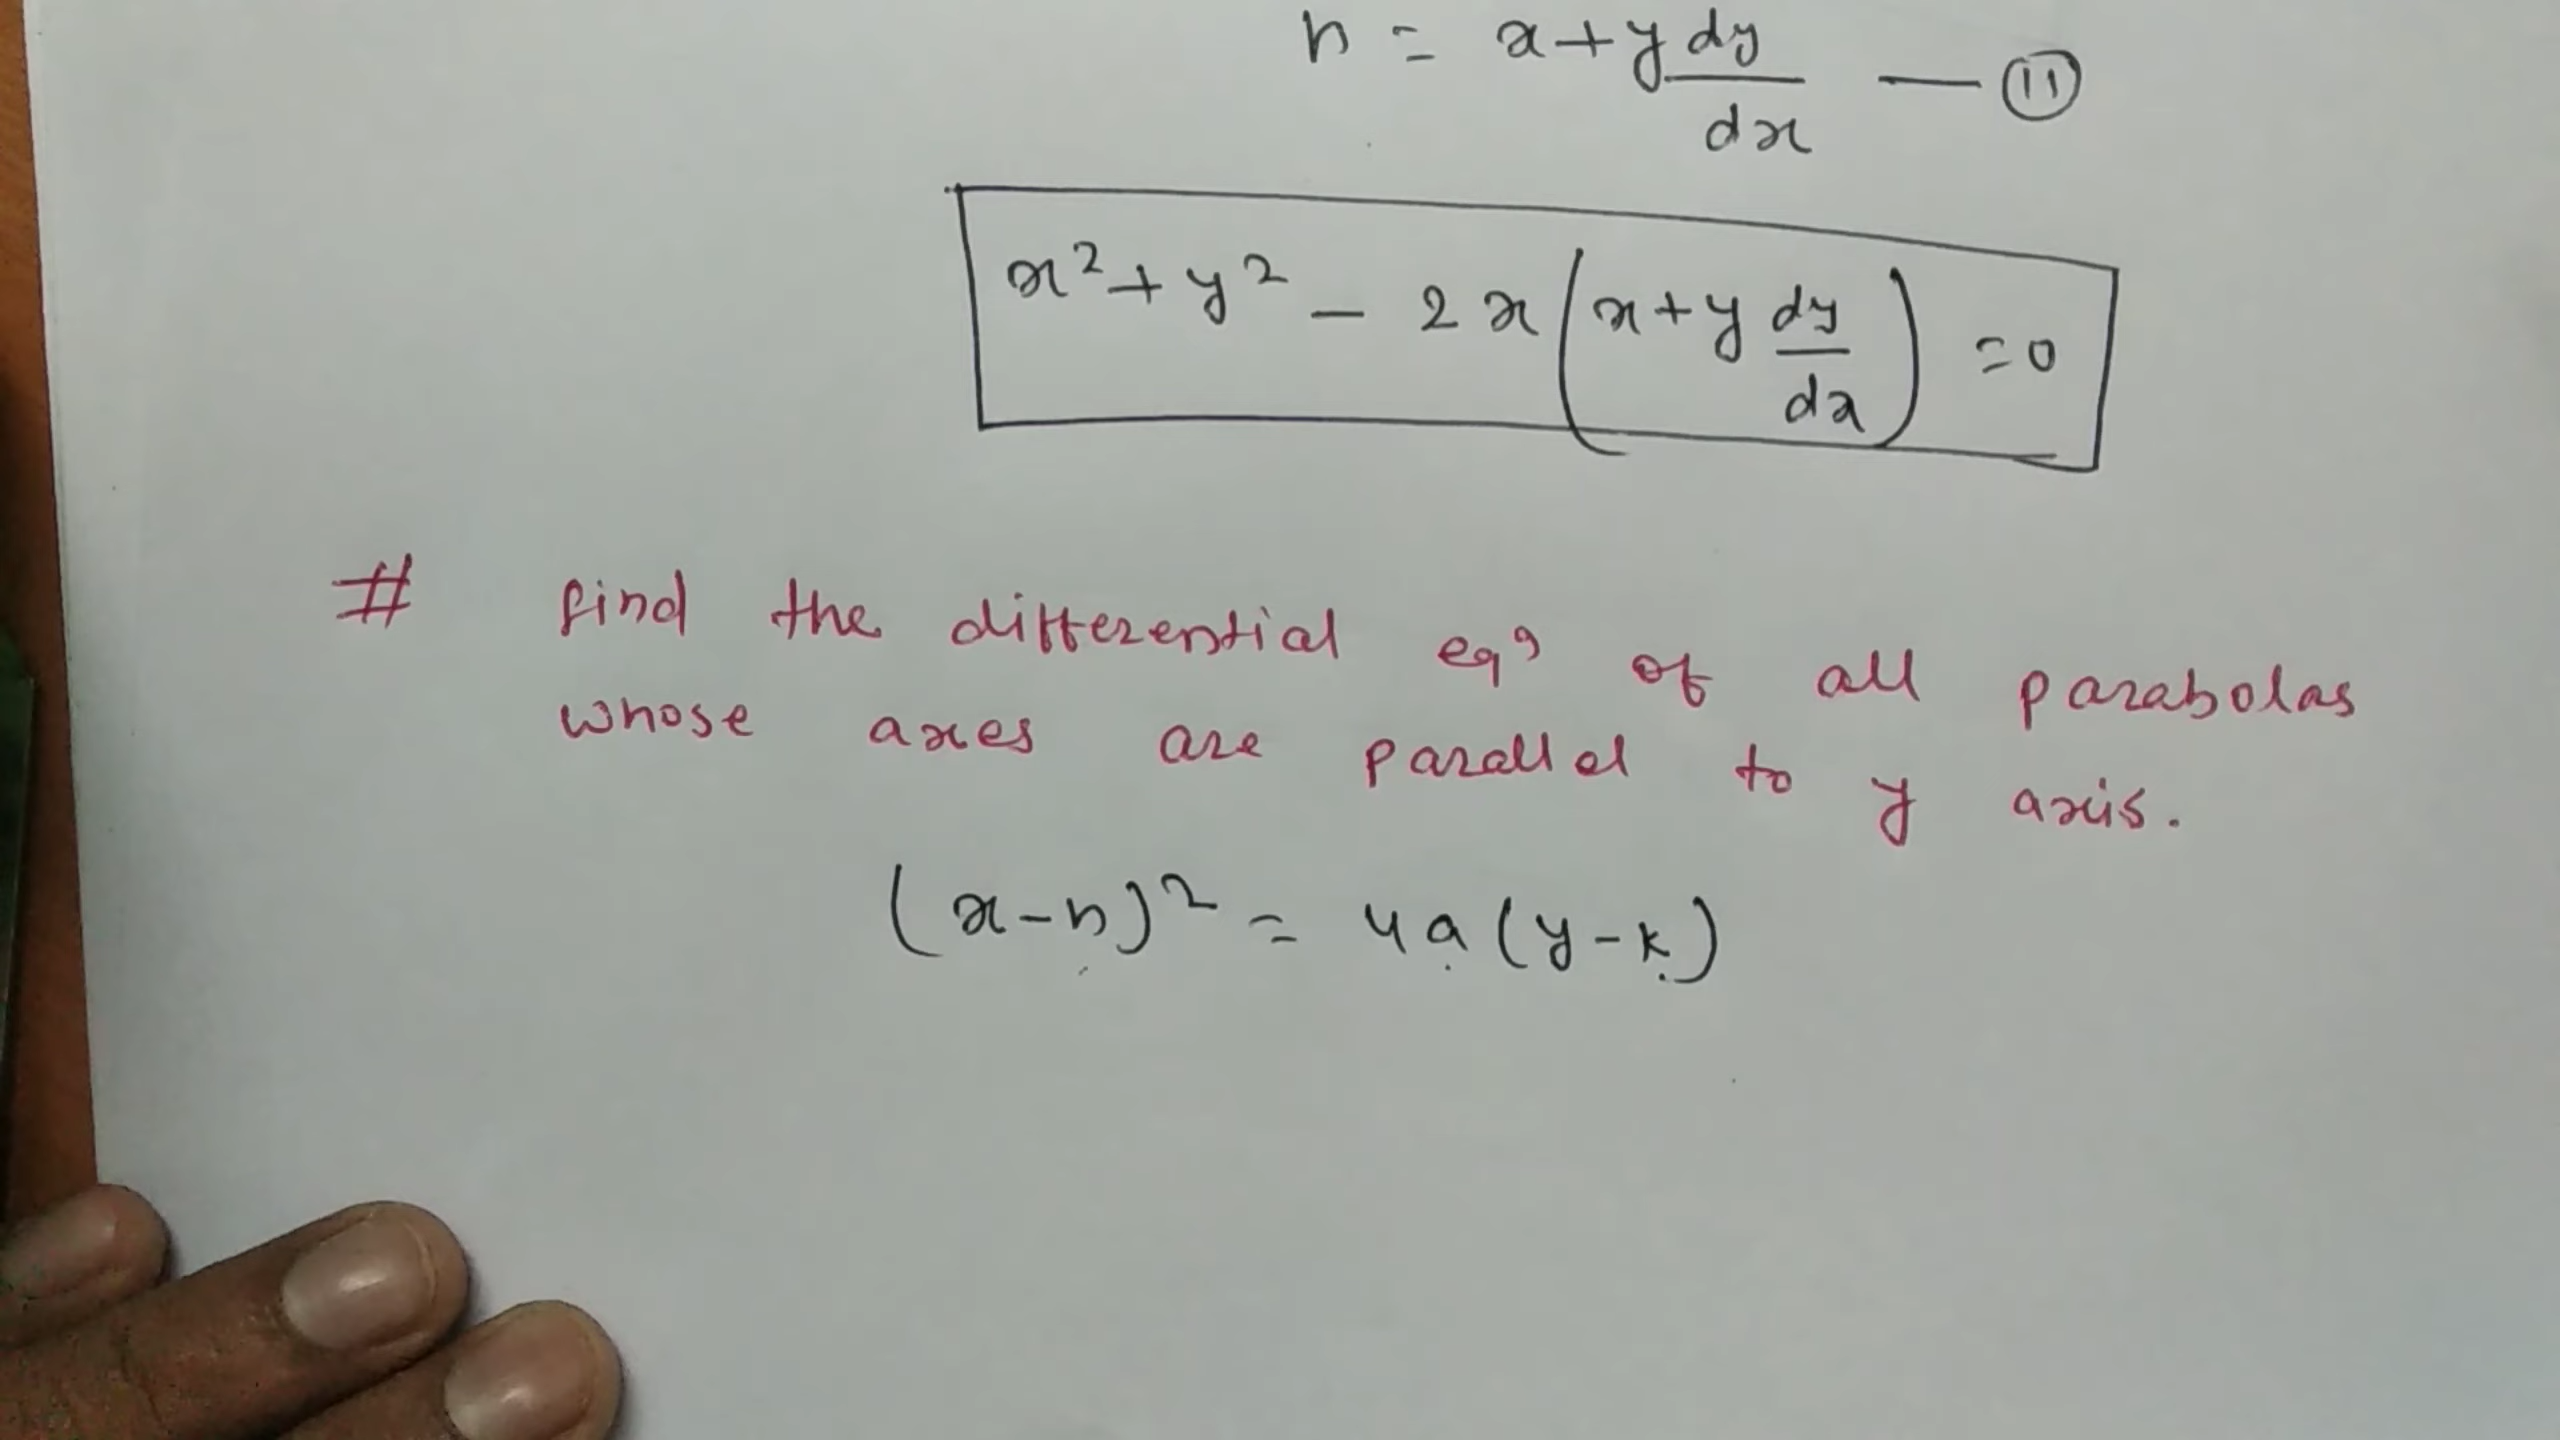 h = x + y dy/dx — (11)
x² + y² - 2x (x + y dy/dx) = 0
# find the differential eqn of all parabolas
whose axes are parallel to y axis.
(x-h)² = 4a(y-k)